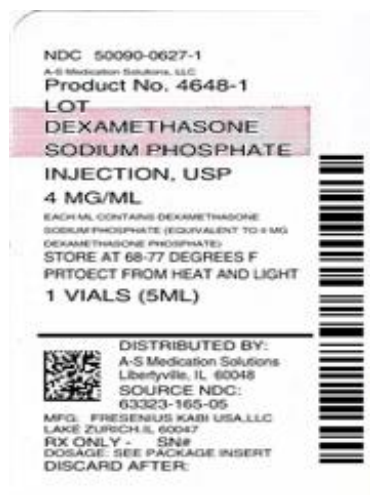 NDC 50090-0627-1
A-S Medication Solutions, LLC
Product No. 4648-1
LOT
DEXAMETHASONE
SODIUM PHOSPHATE
INJECTION, USP
4 MG/ML
EACH ML CONTAINS DEXAMETHASONE
SODIUM PHOSPHATE (EQUIVALENT TO 4 MG
DEXAMETHASONE PHOSPHATE)
STORE AT 68-77 DEGREES F
PRTOECT FROM HEAT AND LIGHT
1 VIALS (5ML)
DISTRIBUTED BY:
A-S Medication Solutions
Libertyville, IL 60048
SOURCE NDC:
63323-165-05
MFG: FRESENIUS KABI USA,LLC
LAKE ZURICH,IL 60047
RX ONLY - SN#
DOSAGE: SEE PACKAGE INSERT
DISCARD AFTER: